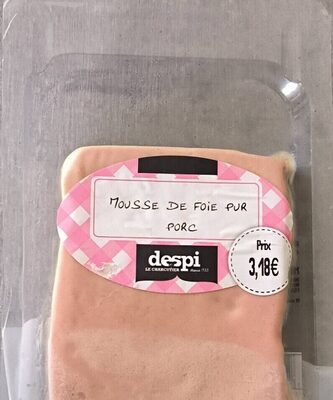 MOUSSE DE FOIE PUR
PORC
despi
LE CHARCUTIER
Prix
3,18€